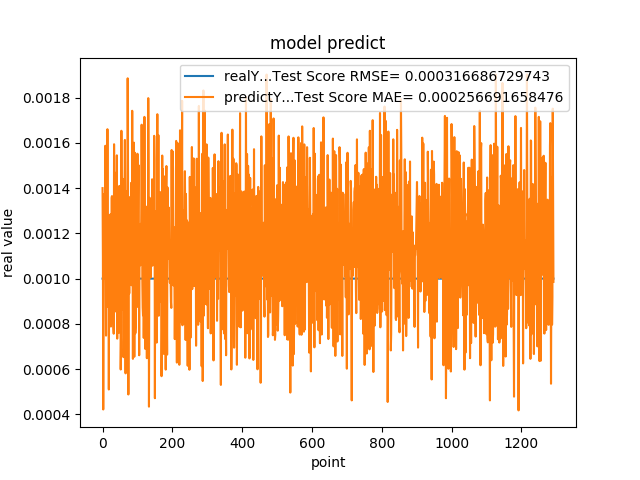 model predict
realY...Test Score RMSE= 0.000316686729743
predictY...Test Score MAE= 0.000256691658476
0.0018
0.0016
0.0014
0.0012
0.0010
0.0008
0.0006
0.0004
real value
0 200 400 600 800 1000 1200
point